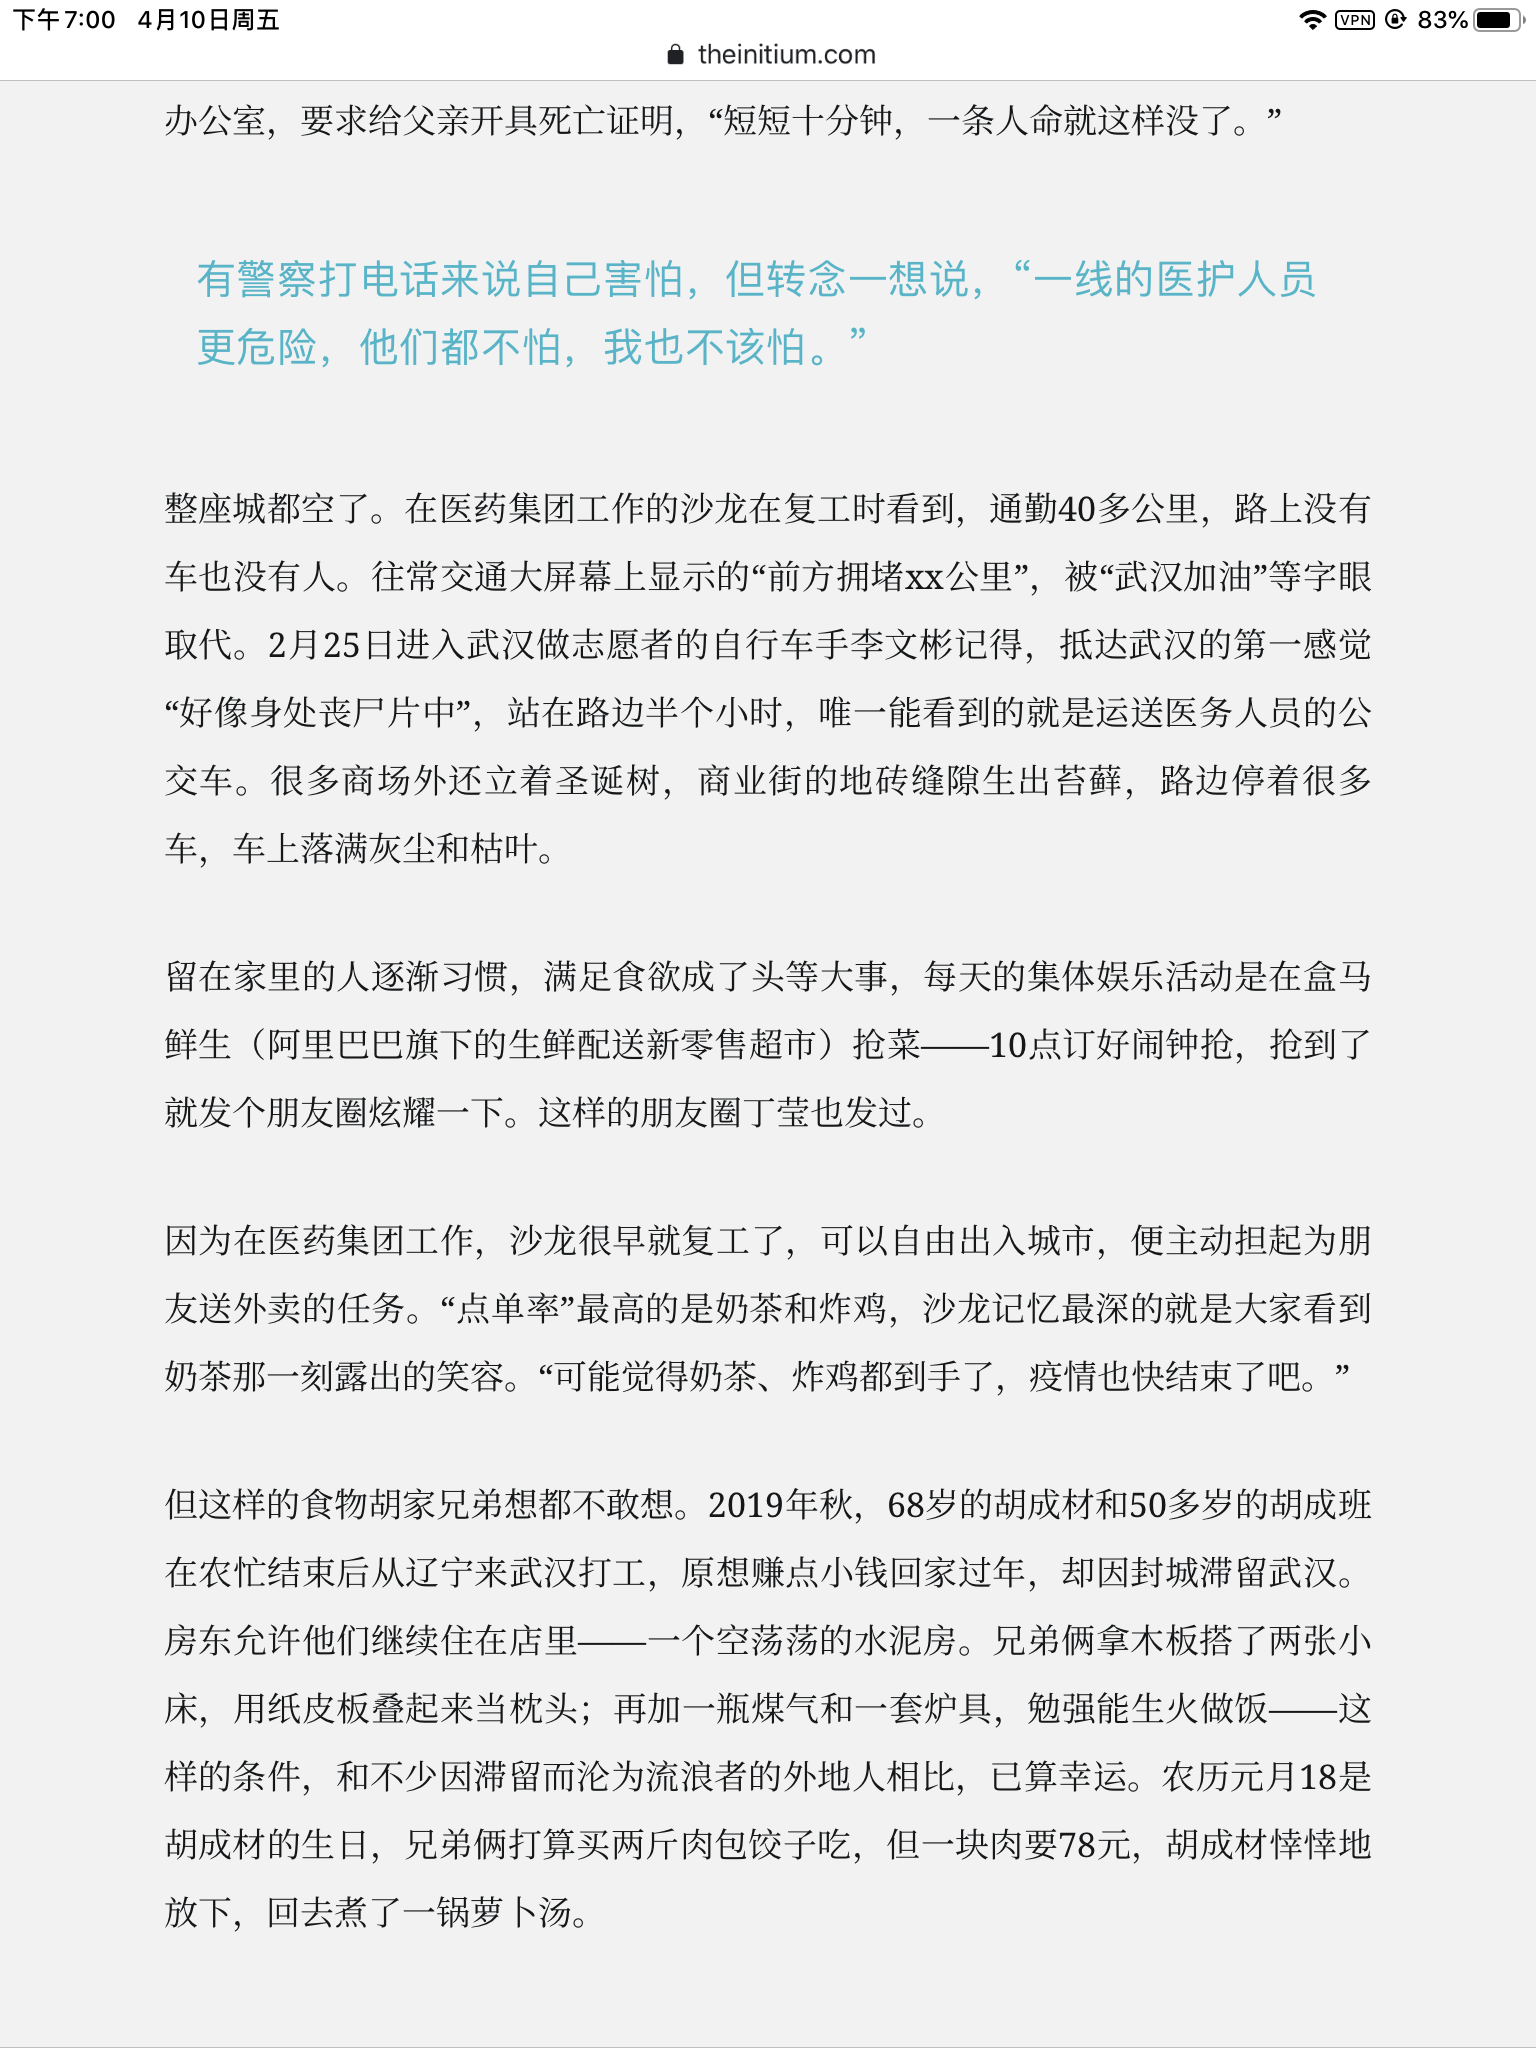 下午7:00 4月10日周五 VPN 83%
theinitium.com
办公室，要求给父亲开具死亡证明，“短短十分钟，一条人命就这样没了。”
有警察打电话来说自己害怕，但转念一想说，“一线的医护人员
更危险，他们都不怕，我也不该怕。”
整座城都空了。在医药集团工作的沙龙在复工时看到，通勤40多公里，路上没有
车也没有人。往常交通大屏幕上显示的“前方拥堵xx公里”，被“武汉加油”等字眼
取代。2月25日进入武汉做志愿者的自行车手李文彬记得，抵达武汉的第一感觉
“好像身处丧尸片中”，站在路边半个小时，唯一能看到的就是运送医务人员的公
交车。很多商场外还立着圣诞树，商业街的地砖缝隙生出苔藓，路边停着很多
车，车上落满灰尘和枯叶。
留在家里的人逐渐习惯，满足食欲成了头等大事，每天的集体娱乐活动是在盒马
鲜生（阿里巴巴旗下的生鲜配送新零售超市）抢菜——10点订好闹钟抢，抢到了
就发个朋友圈炫耀一下。这样的朋友圈丁莹也发过。
因为在医药集团工作，沙龙很早就复工了，可以自由出入城市，便主动担起为朋
友送外卖的任务。“点单率”最高的是奶茶和炸鸡，沙龙记忆最深的就是大家看到
奶茶那一刻露出的笑容。“可能觉得奶茶、炸鸡都到手了，疫情也快结束了吧。”
但这样的食物胡家兄弟想都不敢想。2019年秋，68岁的胡成材和50多岁的胡成班
在农忙结束后从辽宁来武汉打工，原想赚点小钱回家过年，却因封城滞留武汉。
房东允许他们继续住在店里——一个空荡荡的水泥房。兄弟俩拿木板搭了两张小
床，用纸皮板叠起来当枕头；再加一瓶煤气和一套炉具，勉强能生火做饭——这
样的条件，和不少因滞留而沦为流浪者的外地人相比，已算幸运。农历元月18是
胡成材的生日，兄弟俩打算买两斤肉包饺子吃，但一块肉要78元，胡成材悻悻地
放下，回去煮了一锅萝卜汤。